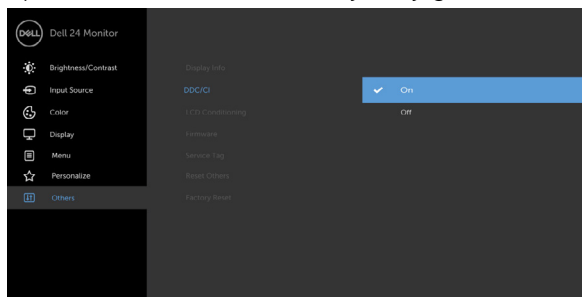 DELL Dell 24 Monitor
Brightness/Contrast
Input Source
Color
Display
Menu
Personalize
Others
Display Info
DDC/CI
LCD Conditioning
Firmware
Service Tag
Reset Others
Factory Reset
On
Off